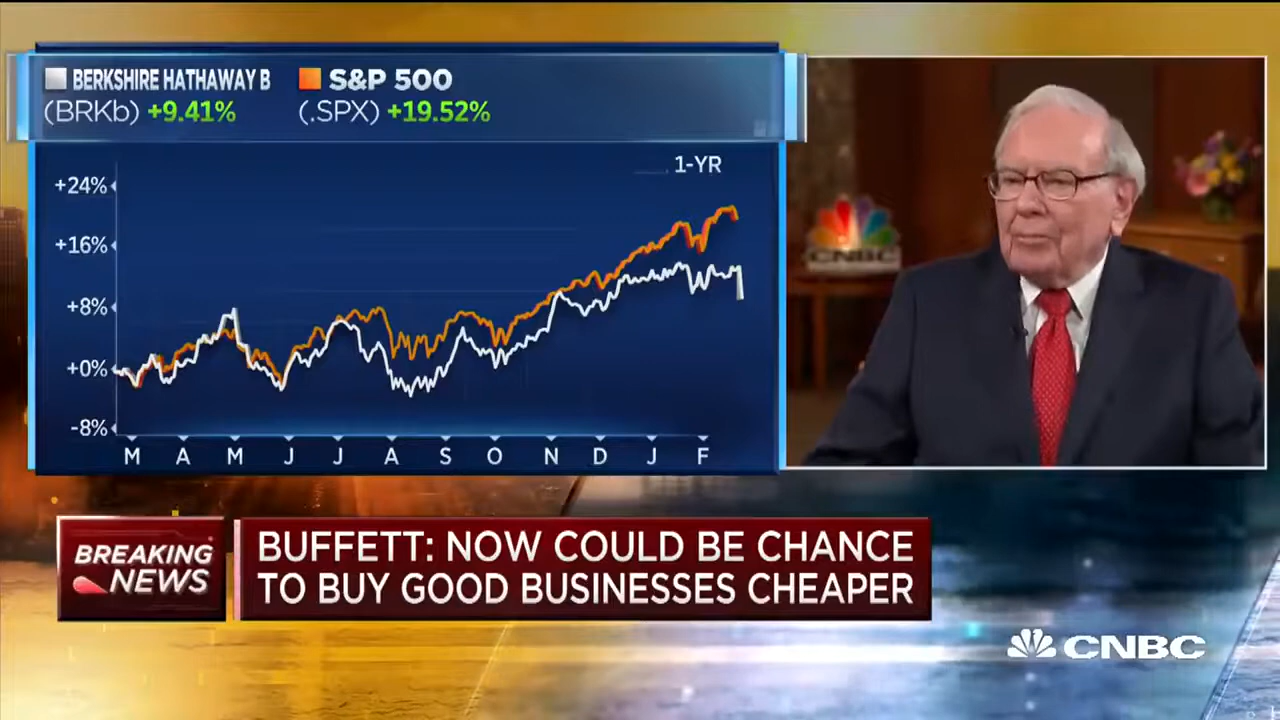 BERKSHIRE HATHAWAY B
(BRKb) +9.41%
S&P 500
(.SPX) +19.52%
1-YR
+24%
+16%
+8%
+0%
-8%
M A M J J A S O N D J F
CNBC
BREAKING
NEWS
BUFFETT: NOW COULD BE CHANCE
TO BUY GOOD BUSINESSES CHEAPER
CNBC